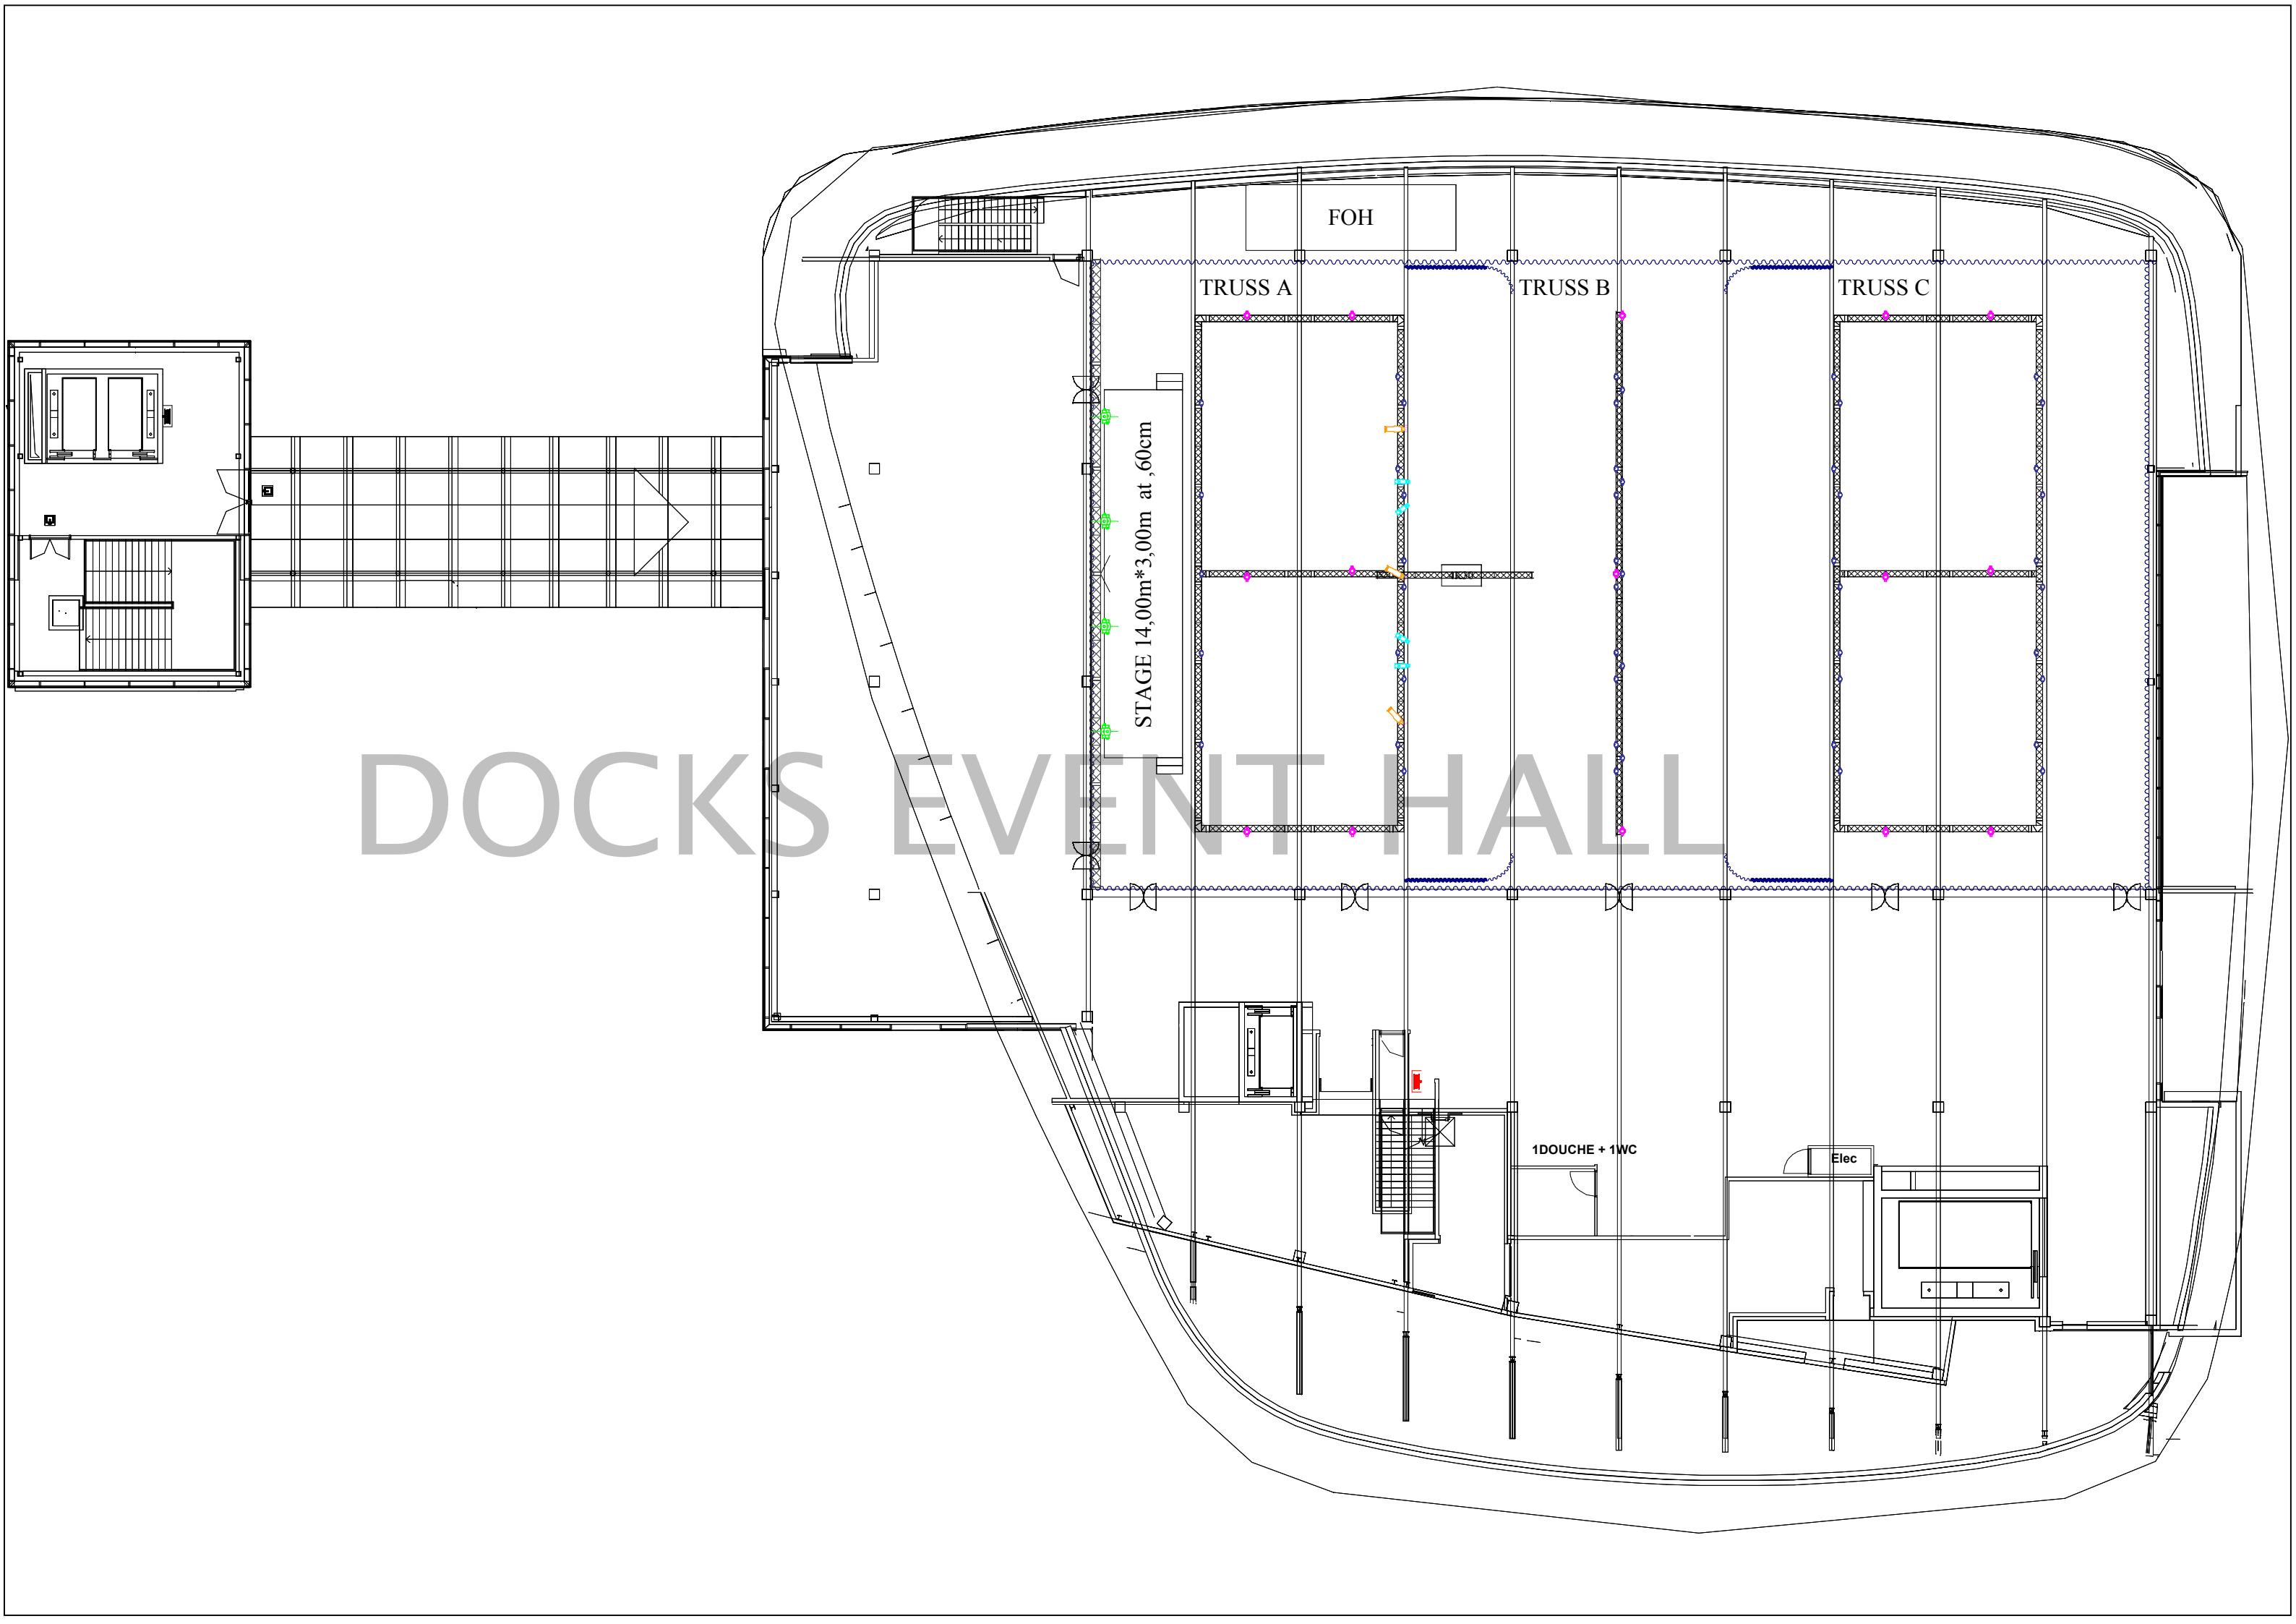 FOH
TRUSS A
TRUSS B
TRUSS C
STAGE 14,00m*3,00m at ,60cm
DOCKS EVENT HALL
1DOUCHE + 1WC
Elec